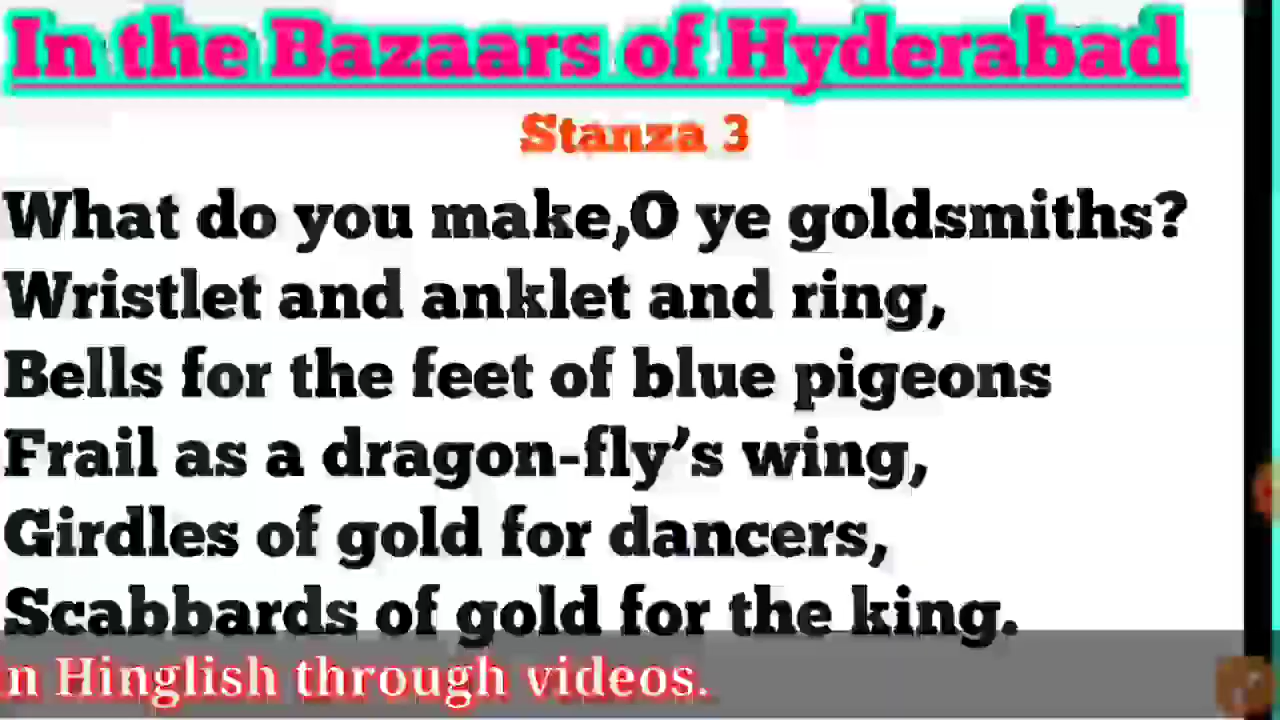 In the Bazaars of Hyderabad
Stanza 3
What do you make,O ye goldsmiths?
Wristlet and anklet and ring,
Bells for the feet of blue pigeons
Frail as a dragon-fly’s wing,
Girdles of gold for dancers,
Scabbards of gold for the king.
n Hinglish through videos.